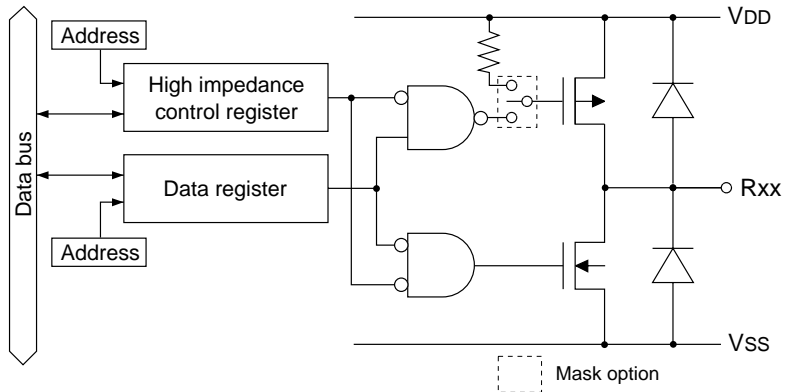 VDD
Address
High impedance
control register
Data bus
Data register
Rxx
Address
VSS
Mask option